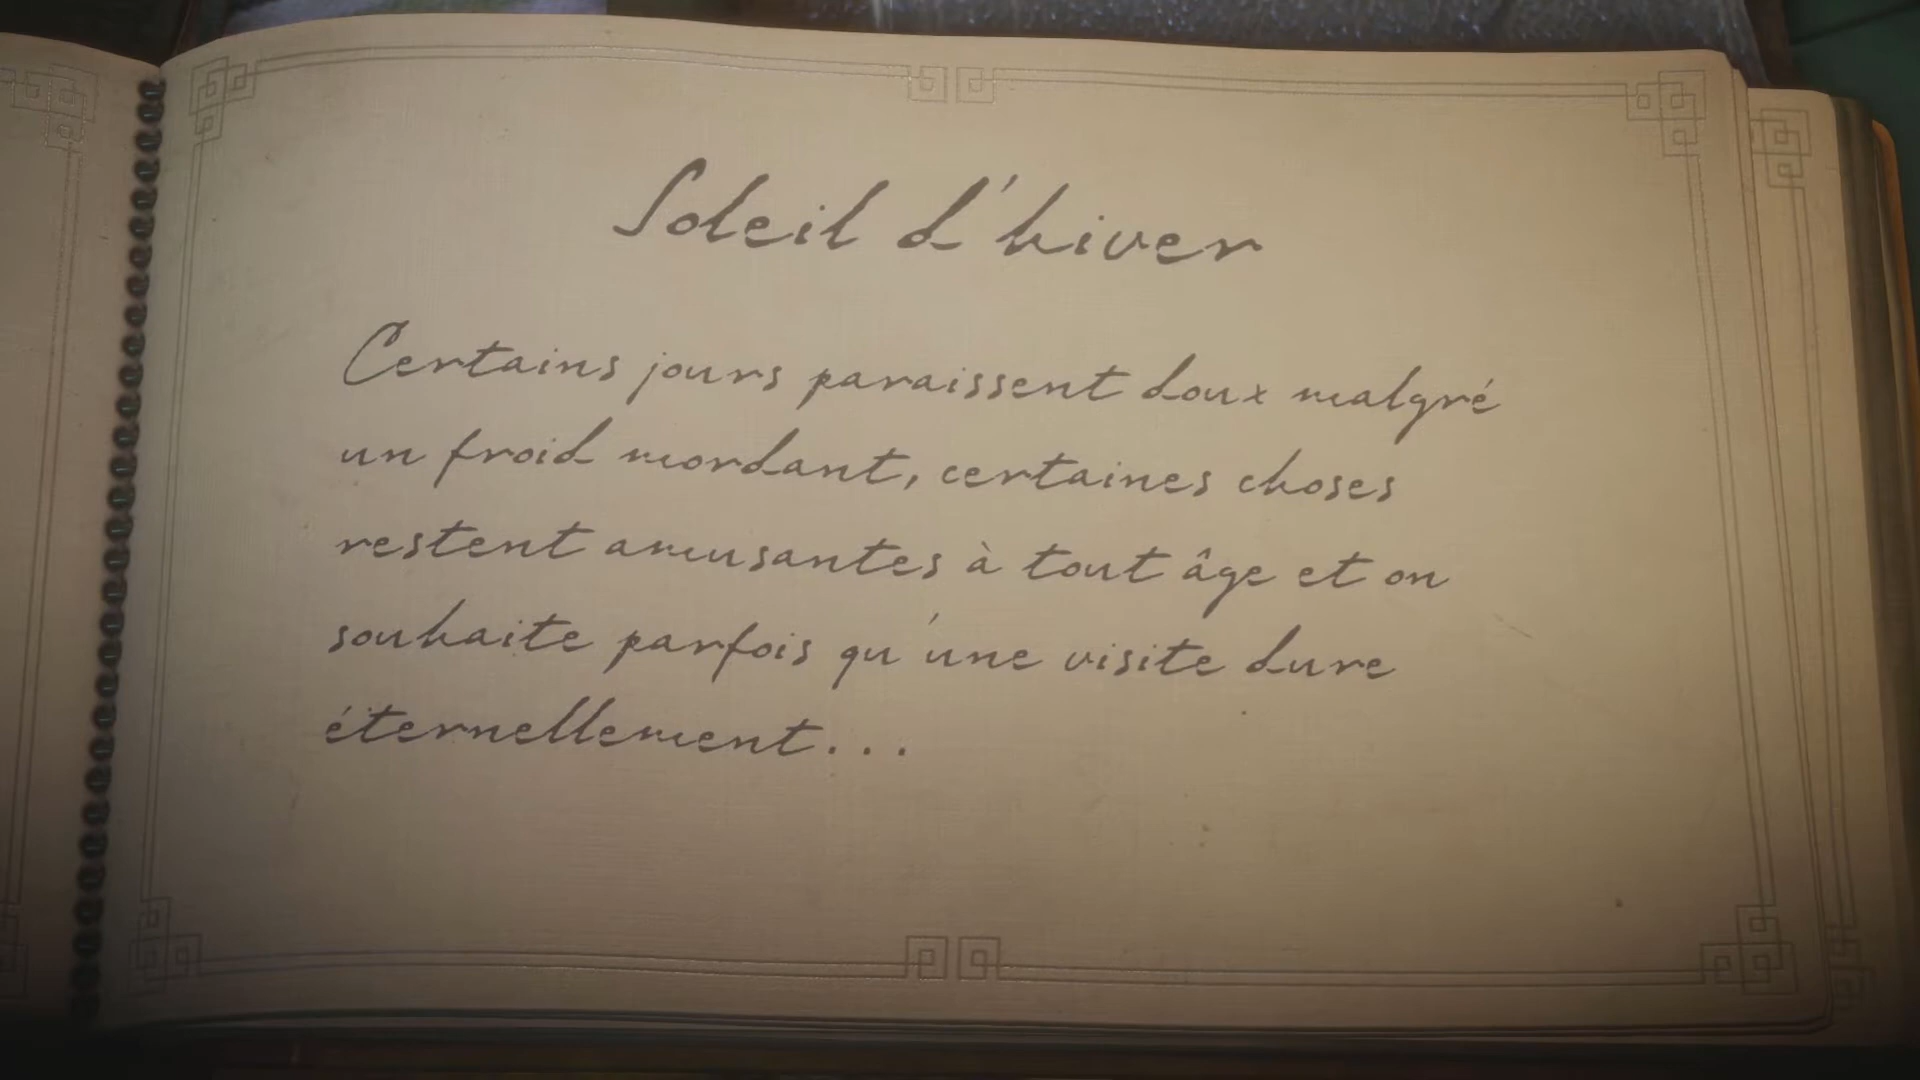 Soleil d'hiver
Certains jours paraissent doux malgré
un froid mordant, certaines choses
restent amusantes à tout âge et on
souhaite parfois qu'une visite dure
éternellement...